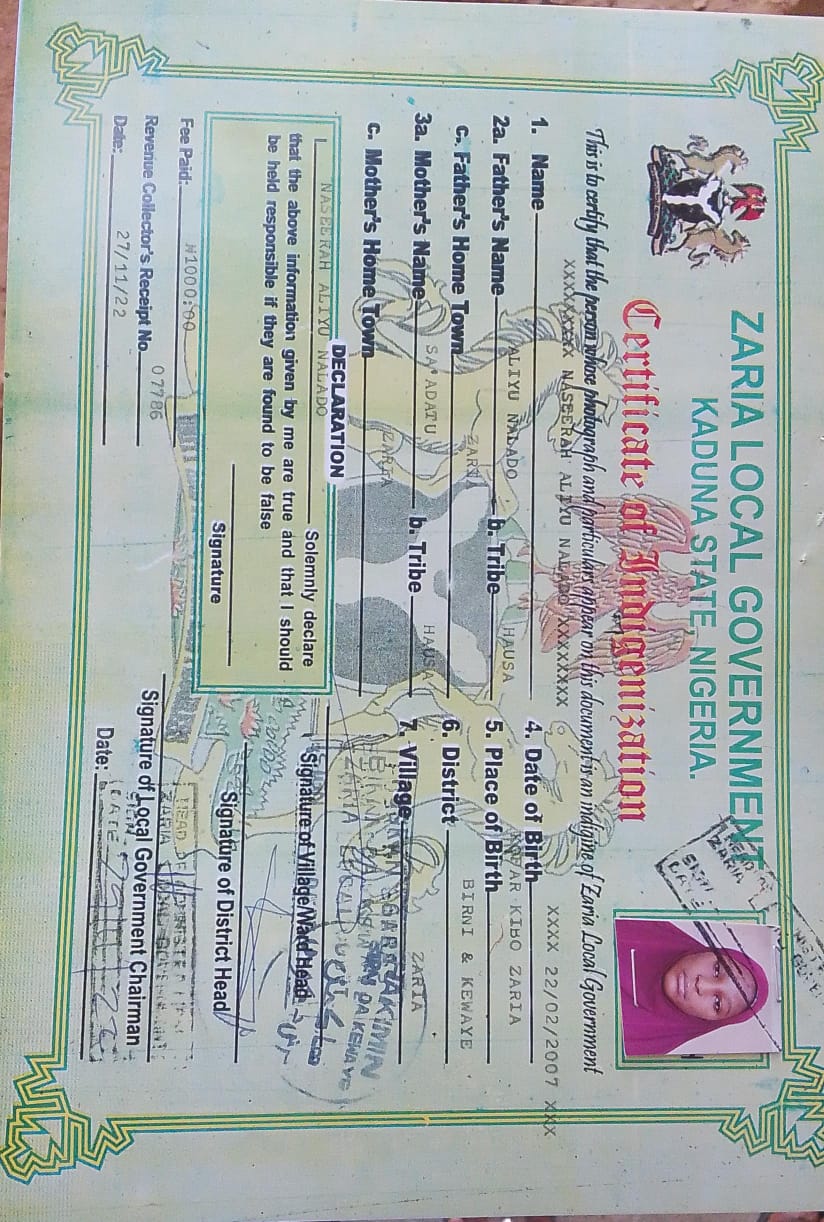 ZARIA LOCAL GOVERNMENT
KADUNA STATE, NIGERIA.
Certificate of Indigenization
This is to certify that the person whose photograph and particulars appear on this document is an indigine of Zaria Local Government
1. Name XXXXXXXXX NASEERAH ALIYU NALADO XXXXXXXX
2a. Father's Name ALIYU NALADO b. Tribe HAUSA
c. Father's Home Town ZARIA
3a. Mother's Name SA'ADATU b. Tribe HAUSA
c. Mother's Home Town ZARIA
4. Date of Birth XXXX 22/02/2007 XXX
5. Place of Birth KIBO ZARIA
6. District BIRNI & KEWAYE
7. Village ZARIA
DECLARATION
I NASEERAH ALIYU NALADO Solemnly declare
that the above information given by me are true and that I should
be held responsible if they are found to be false
Signature
Fee Paid: ₦1000:00
Revenue Collector's Receipt No. 07786
Date: 27/11/22
Signature of Village/Ward Head
Signature of District Head
Signature of Local Government Chairman
Date:
HEAD OF
ZARIA
SIGN
DATE